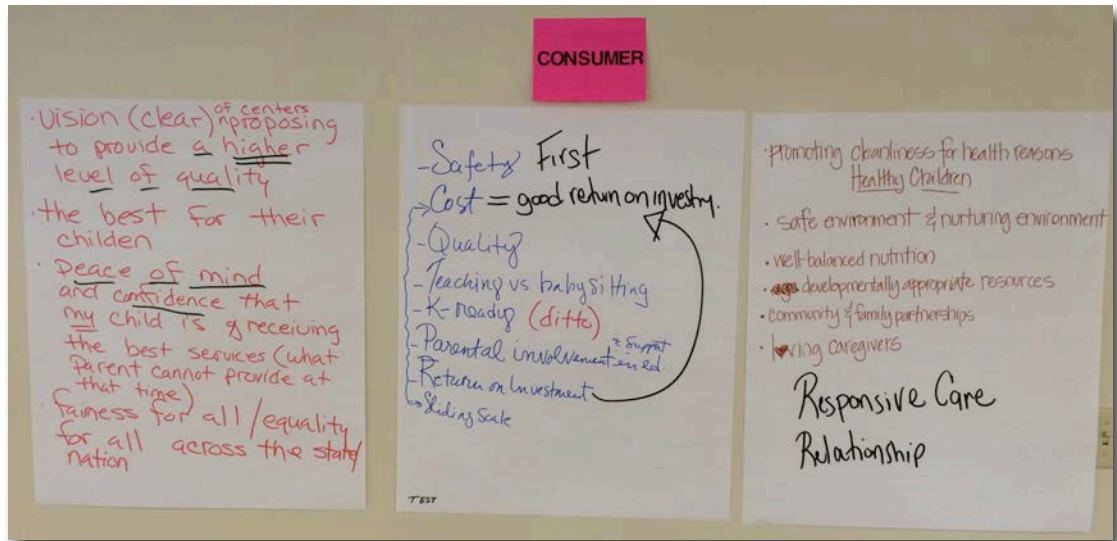 CONSUMER
· Vision (clear) of centers proposing
to provide a higher
level of quality
· the best for their
childen
· Peace of mind
and confidence that
my child is receiving
the best services (what
Parent cannot provide at
that time)
· fairness for all / equality
for all across the state/
nation
- Safety First
- Cost = good return on investm.
- Quality
- Teaching vs babysitting
- K-ready (ditto)
- Parental involvement & support in ed.
- Return on Investment
Sliding Scale
TEST
· promoting cleanliness for health reasons
Healthy Children
· safe environment & nurturing environment
· well-balanced nutrition
· developmentally appropriate resources
· community & family partnerships
· loving caregivers
Responsive Care
Relationship